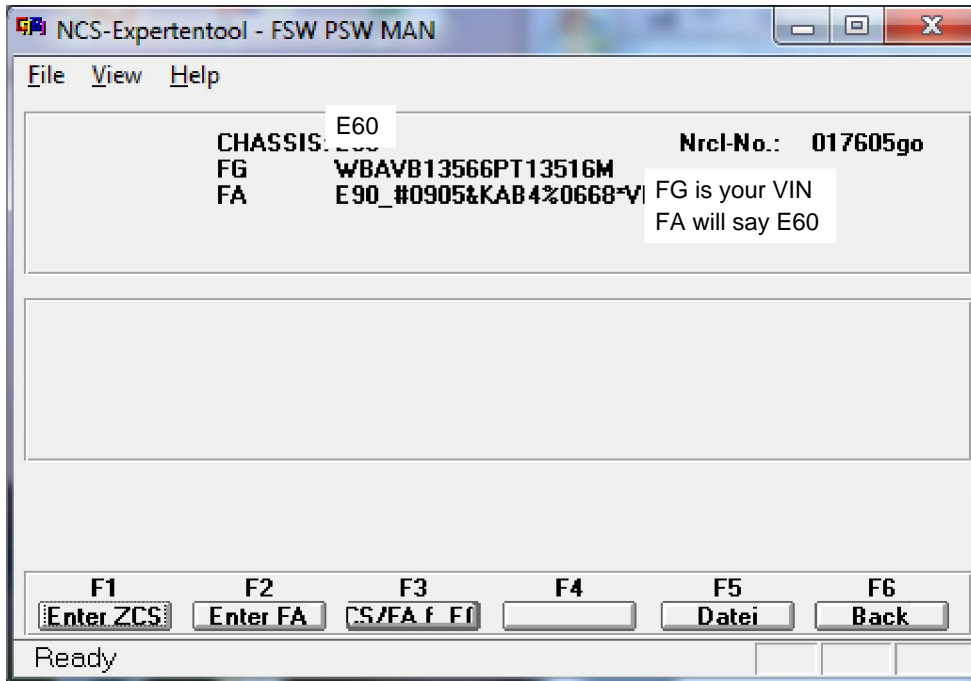 NCS-Expertentool - FSW PSW MAN
File View Help
E60
CHASSIS: Nrcl-No.: 017605go
FG WBAVB13566PT13516M
FA E90_#0905&KAB4%0668*V
FG is your VIN
FA will say E60
F1 F2 F3 F4 F5 F6
Enter ZCS Enter FA CS/FA f. Datei Back
Ready